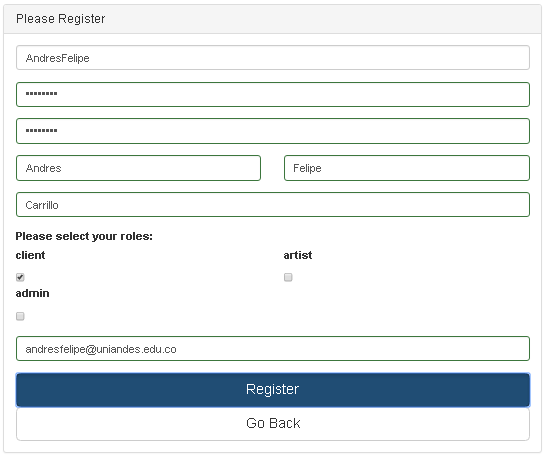 Please Register
AndresFelipe
••••••••
••••••••
Andres Felipe
Carrillo
Please select your roles:
client artist
admin
andresfelipe@uniandes.edu.co
Register
Go Back